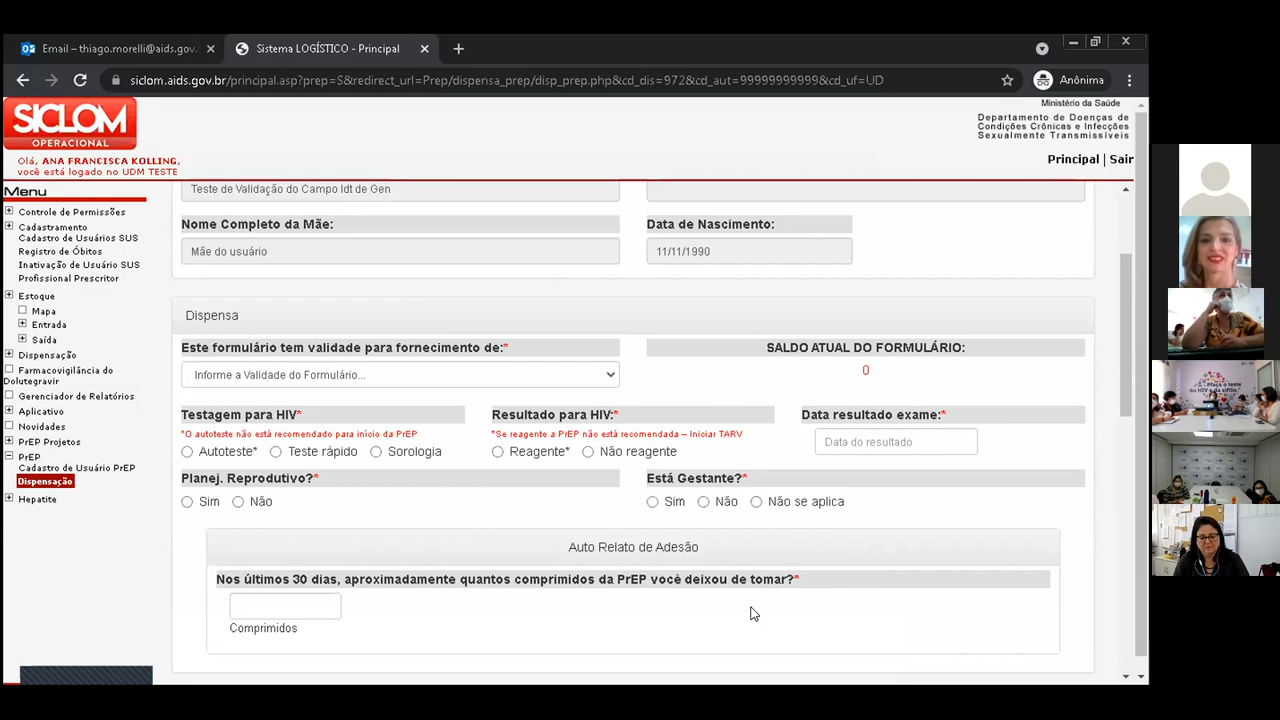 Email – thiago.morelli@aids.gov.
Sistema LOGÍSTICO - Principal
siclom.aids.gov.br/principal.asp?prep=S&redirect_url=Prep/dispensa_prep/disp_prep.php&cd_dis=972&cd_aut=99999999999&cd_uf=UD
Anônima
SICLOM
OPERACIONAL
Ministério da Saúde
Departamento de Doenças de
Condições Crônicas e Infecções
Sexualmente Transmissíveis
Olá, ANA FRANCISCA KOLLING,
você está logado no UDM TESTE
Principal | Sair
Menu
Controle de Permissões
Cadastramento
Cadastro de Usuários SUS
Registro de Óbitos
Inativação de Usuário SUS
Profissional Prescritor
Estoque
Mapa
Entrada
Saída
Dispensação
Farmacovigilância do
Dolutegravir
Gerenciador de Relatórios
Aplicativo
Novidades
PrEP Projetos
PrEP
Cadastro de Usuário PrEP
Dispensação
Hepatite
Teste de Validação do Campo Idt de Gen
Nome Completo da Mãe:
Data de Nascimento:
Mãe do usuário
11/11/1990
Dispensa
Este formulário tem validade para fornecimento de:*
SALDO ATUAL DO FORMULÁRIO:
Informe a Validade do Formulário...
0
Testagem para HIV*
Resultado para HIV:*
Data resultado exame:*
*O autoteste não está recomendado para início da PrEP
*Se reagente a PrEP não está recomendada – Iniciar TARV
Data do resultado
Autoteste* Teste rápido Sorologia
Reagente* Não reagente
Planej. Reprodutivo?*
Está Gestante?*
Sim Não
Sim Não Não se aplica
Auto Relato de Adesão
Nos últimos 30 dias, aproximadamente quantos comprimidos da PrEP você deixou de tomar?*
Comprimidos